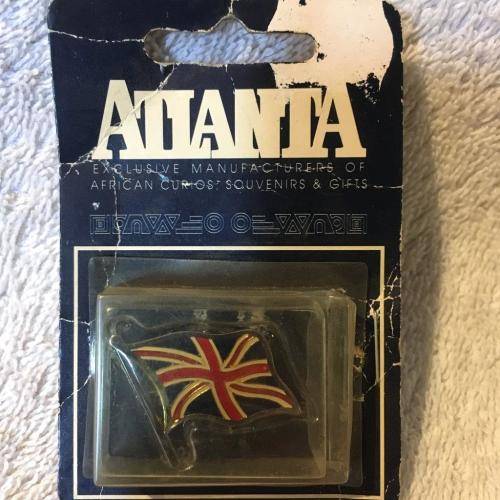 ATLANTA
EXCLUSIVE MANUFACTURERS OF
AFRICAN CURIOS, SOUVENIRS & GIFTS